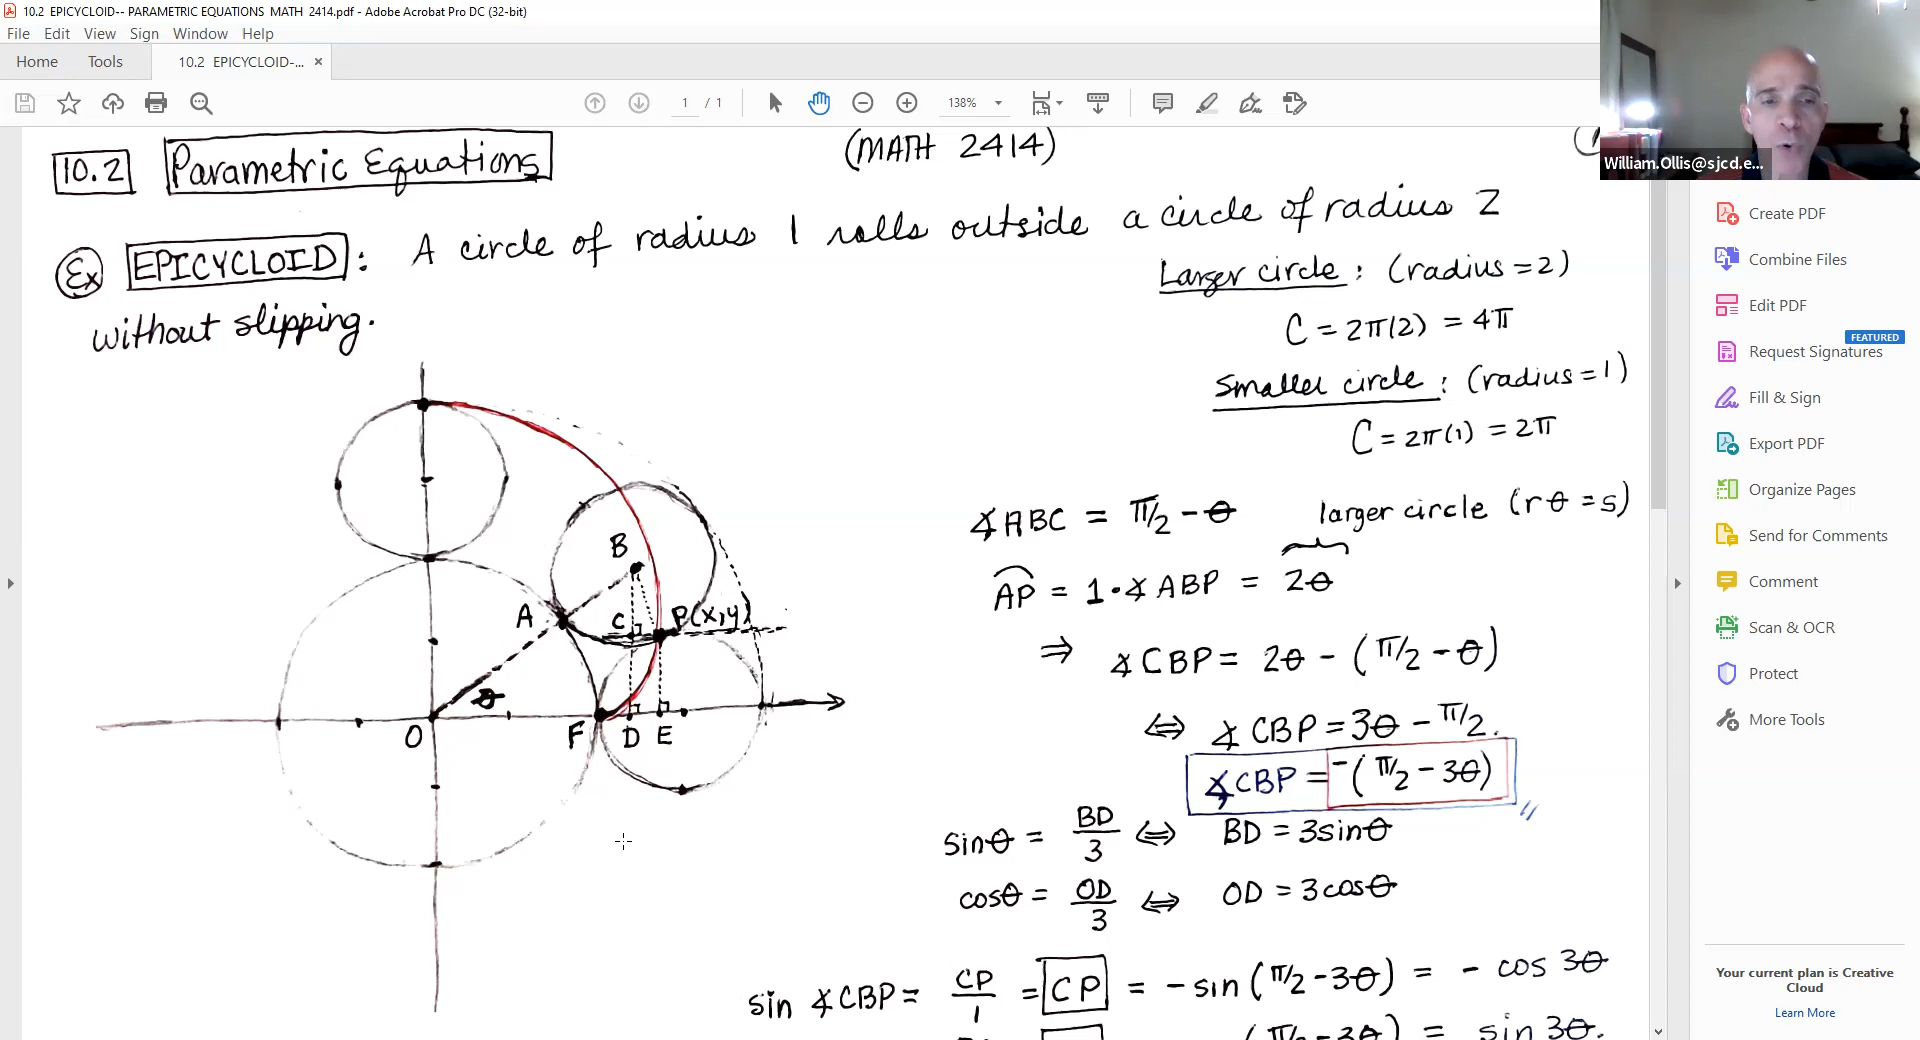 10.2 EPICYCLOID-- PARAMETRIC EQUATIONS MATH 2414.pdf - Adobe Acrobat Pro DC (32-bit)
File Edit View Sign Window Help
Home Tools 10.2 EPICYCLOID-... ×
1 / 1 138%
William.Ollis@sjcd.e...
10.2 Parametric Equations (MATH 2414)
Ex EPICYCLOID: A circle of radius 1 rolls outside a circle of radius 2
without slipping.
Larger circle: (radius = 2)
C = 2π(2) = 4π
Smaller circle: (radius = 1)
C = 2π(1) = 2π
B
A
C
P(x,y)
θ
O
F
D
E
∡ABC = π/2 - θ
larger circle (rθ = s)
AP = 1·∡ABP = 2θ
⇒ ∡CBP = 2θ - (π/2 - θ)
⇔ ∡CBP = 3θ - π/2.
∡CBP = -(π/2 - 3θ)
sinθ = BD/3 ⇔ BD = 3sinθ
cosθ = OD/3 ⇔ OD = 3cosθ
sin ∡CBP = CP/1 = CP = -sin(π/2 - 3θ) = - cos 3θ
(π/2 - 3θ) = sin 3θ.
Create PDF
Combine Files
Edit PDF
FEATURED
Request Signatures
Fill & Sign
Export PDF
Organize Pages
Send for Comments
Comment
Scan & OCR
Protect
More Tools
Your current plan is Creative
Cloud
Learn More